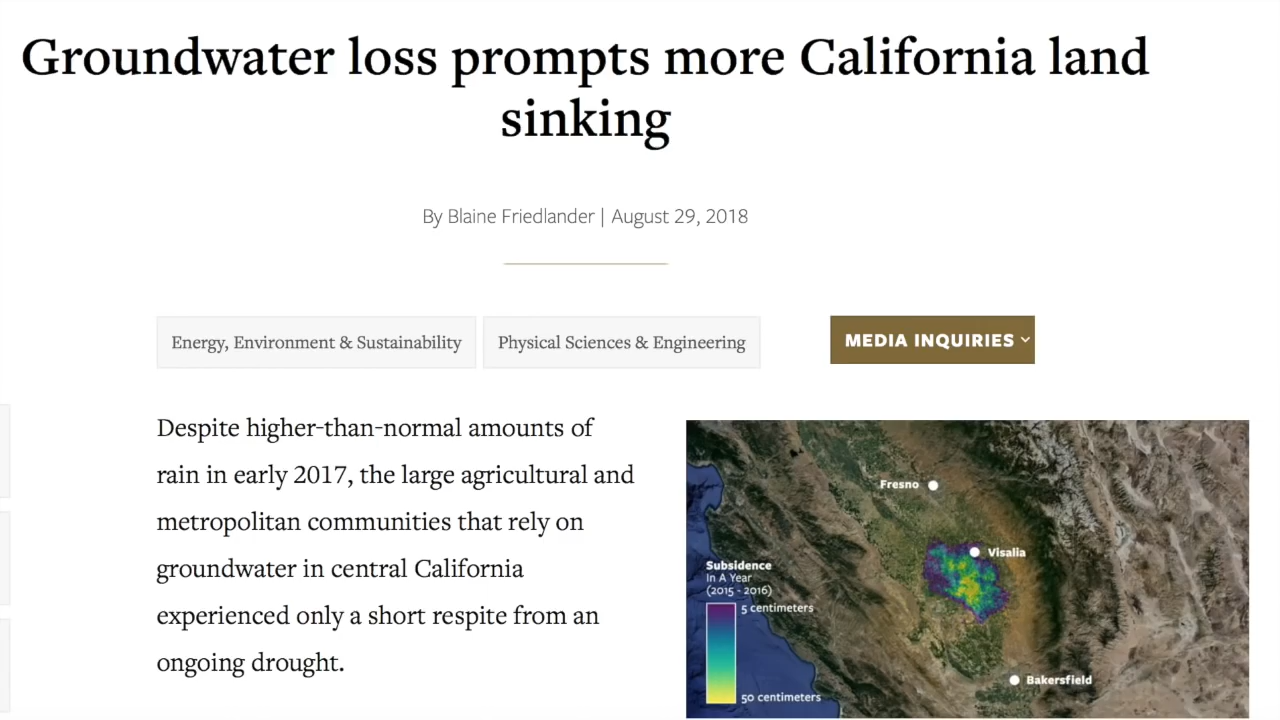 Groundwater loss prompts more California land
sinking
By Blaine Friedlander | August 29, 2018
Energy, Environment & Sustainability
Physical Sciences & Engineering
MEDIA INQUIRIES
Despite higher-than-normal amounts of
rain in early 2017, the large agricultural and
metropolitan communities that rely on
groundwater in central California
experienced only a short respite from an
ongoing drought.
Fresno
Visalia
Subsidence
In A Year
(2015 - 2016)
5 centimeters
50 centimeters
Bakersfield